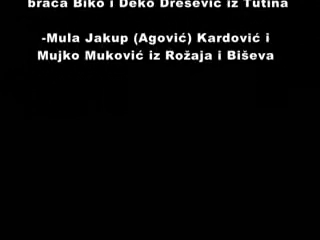 braća Biko i Deko Drešević iz Tutina
-Mula Jakup (Agović) Kardović i
Mujko Muković iz Rožaja i Biševa